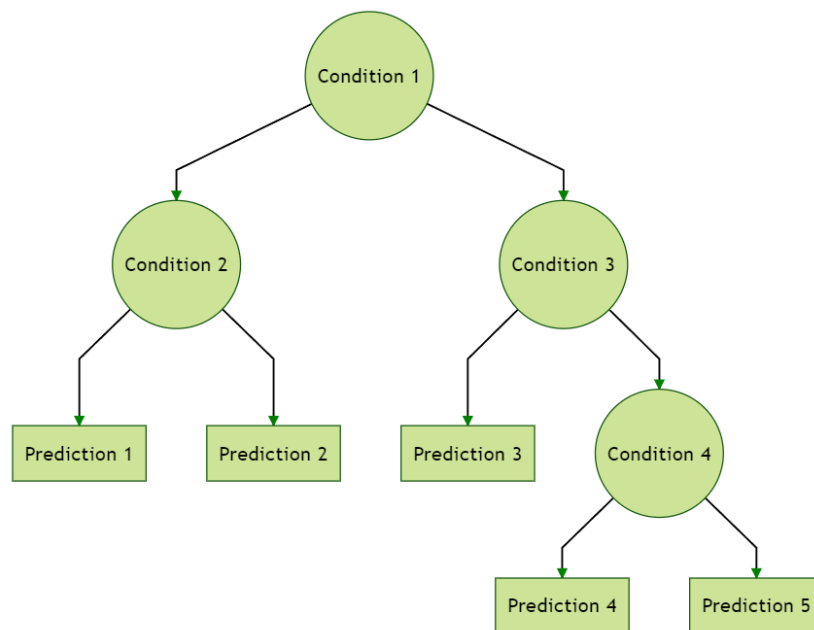 Condition 1
Condition 2
Condition 3
Prediction 1
Prediction 2
Prediction 3
Condition 4
Prediction 4
Prediction 5